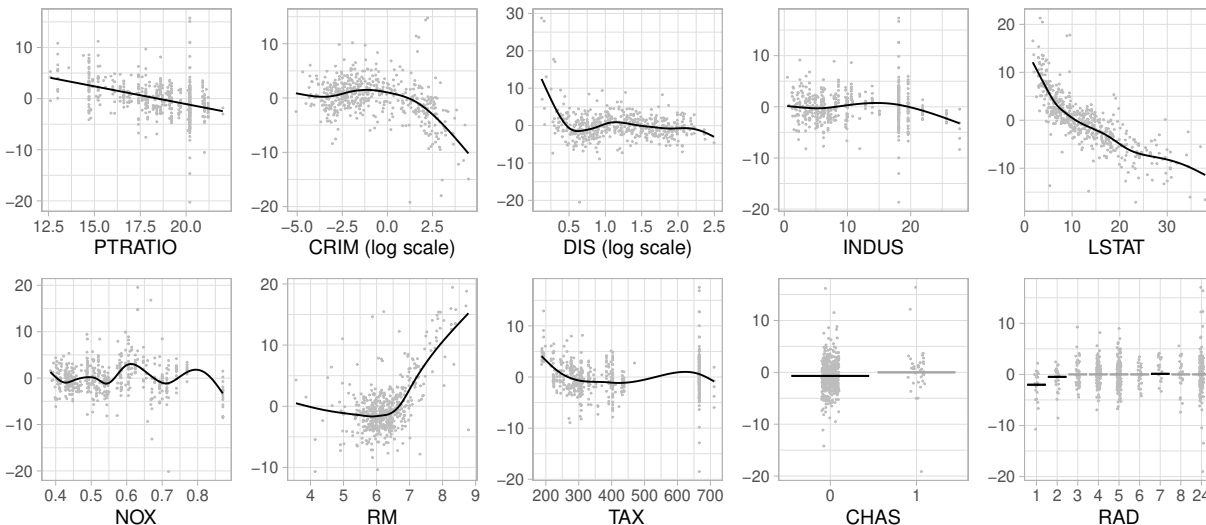 10
0
−10
−20
12.5 15.0 17.5 20.0
PTRATIO
10
0
−10
−20
−5.0 −2.5 0.0 2.5
CRIM (log scale)
30
20
10
0
−10
−20
0.5 1.0 1.5 2.0 2.5
DIS (log scale)
10
0
−10
−20
0 10 20
INDUS
20
10
0
−10
0 10 20 30
LSTAT
20
10
0
−10
−20
0.4 0.5 0.6 0.7 0.8
NOX
20
10
0
−10
4 5 6 7 8 9
RM
10
0
−10
−20
200 300 400 500 600 700
TAX
10
0
−10
−20
0 1
CHAS
10
0
−10
−20
1 2 3 4 5 6 7 8 24
RAD